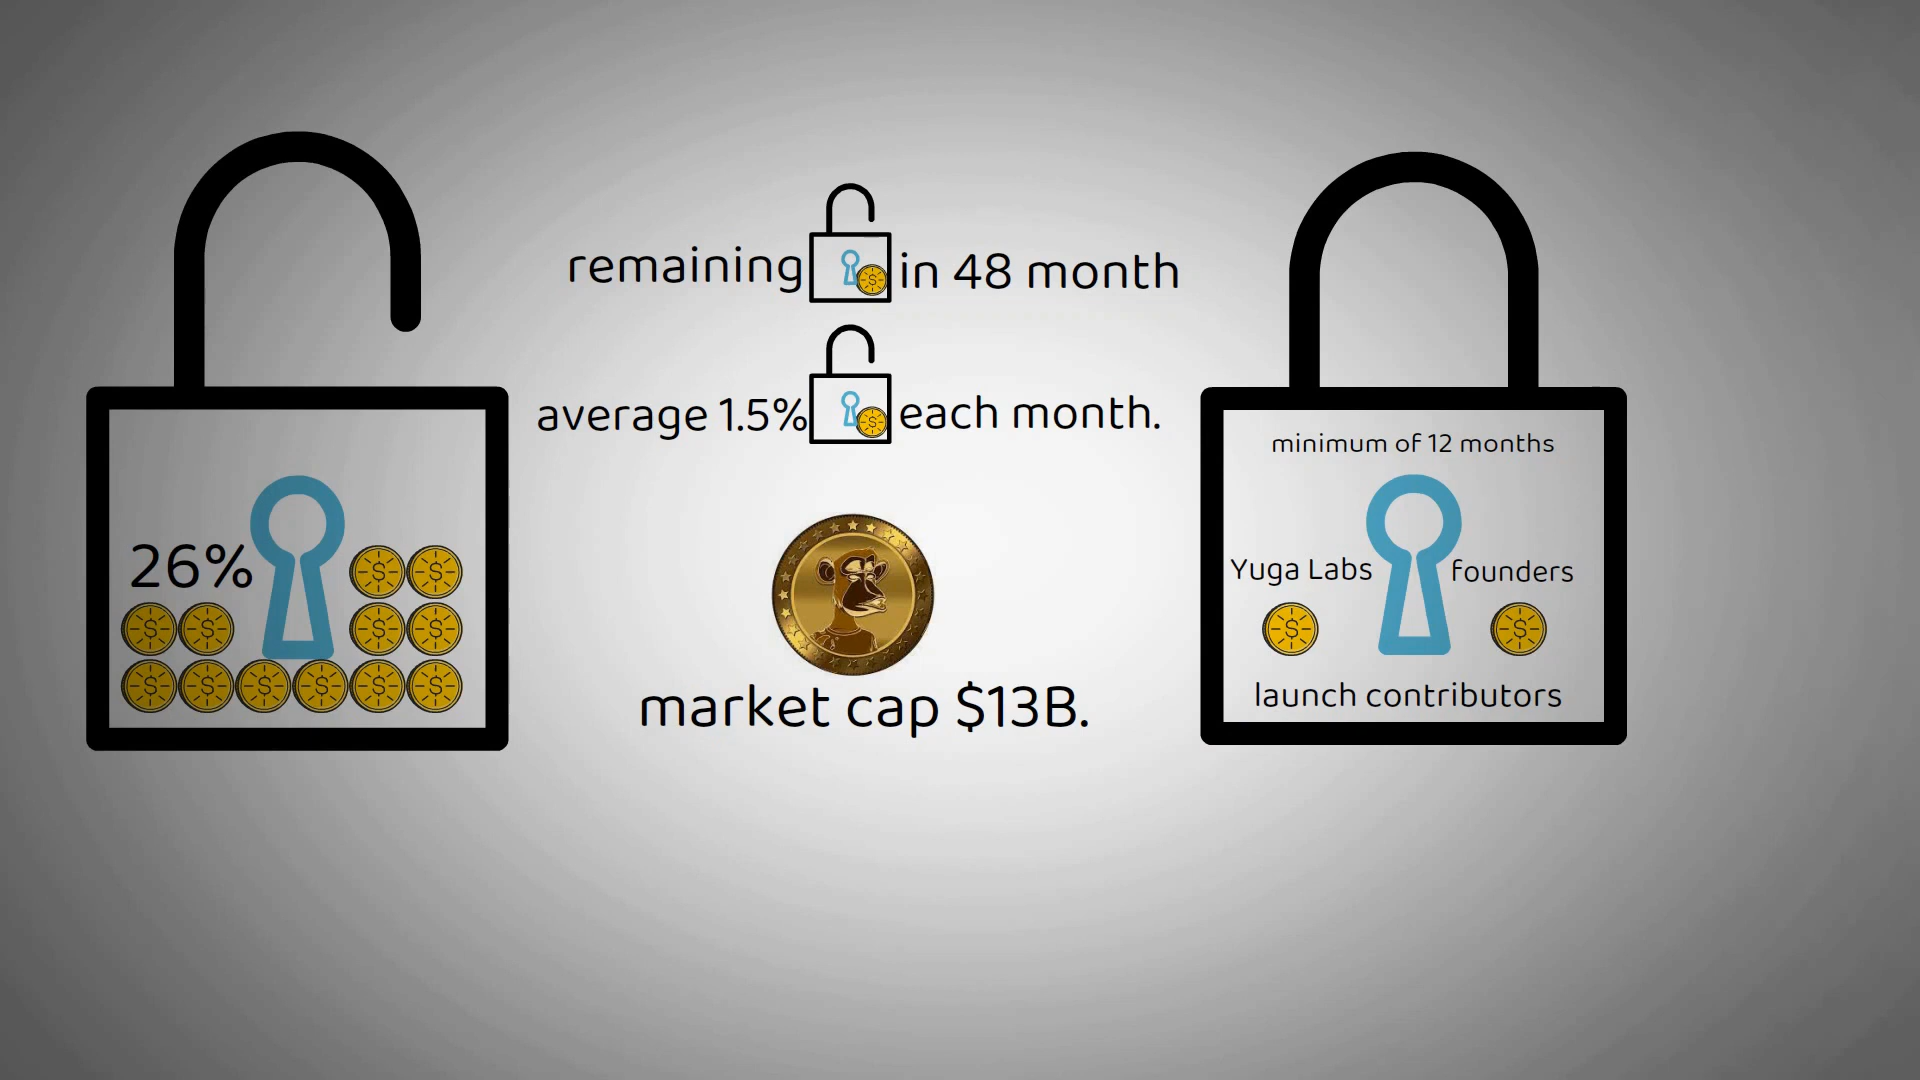 26%
remaining in 48 month
average 1.5% each month.
market cap $13B.
minimum of 12 months
Yuga Labs founders
launch contributors